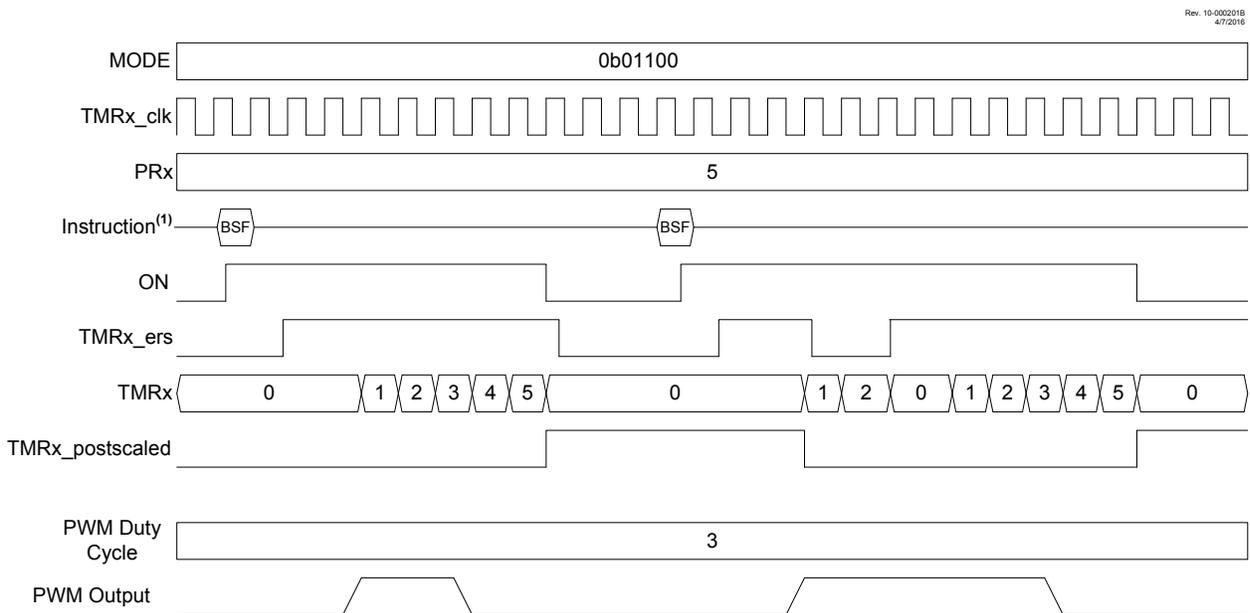 Rev. 10-000201B
4/7/2016
MODE 0b01100
TMRx_clk
PRx 5
Instruction(1) BSF BSF
ON
TMRx_ers
TMRx 0 1 2 3 4 5 0 1 2 0 1 2 3 4 5 0
TMRx_postscaled
PWM Duty
Cycle 3
PWM Output